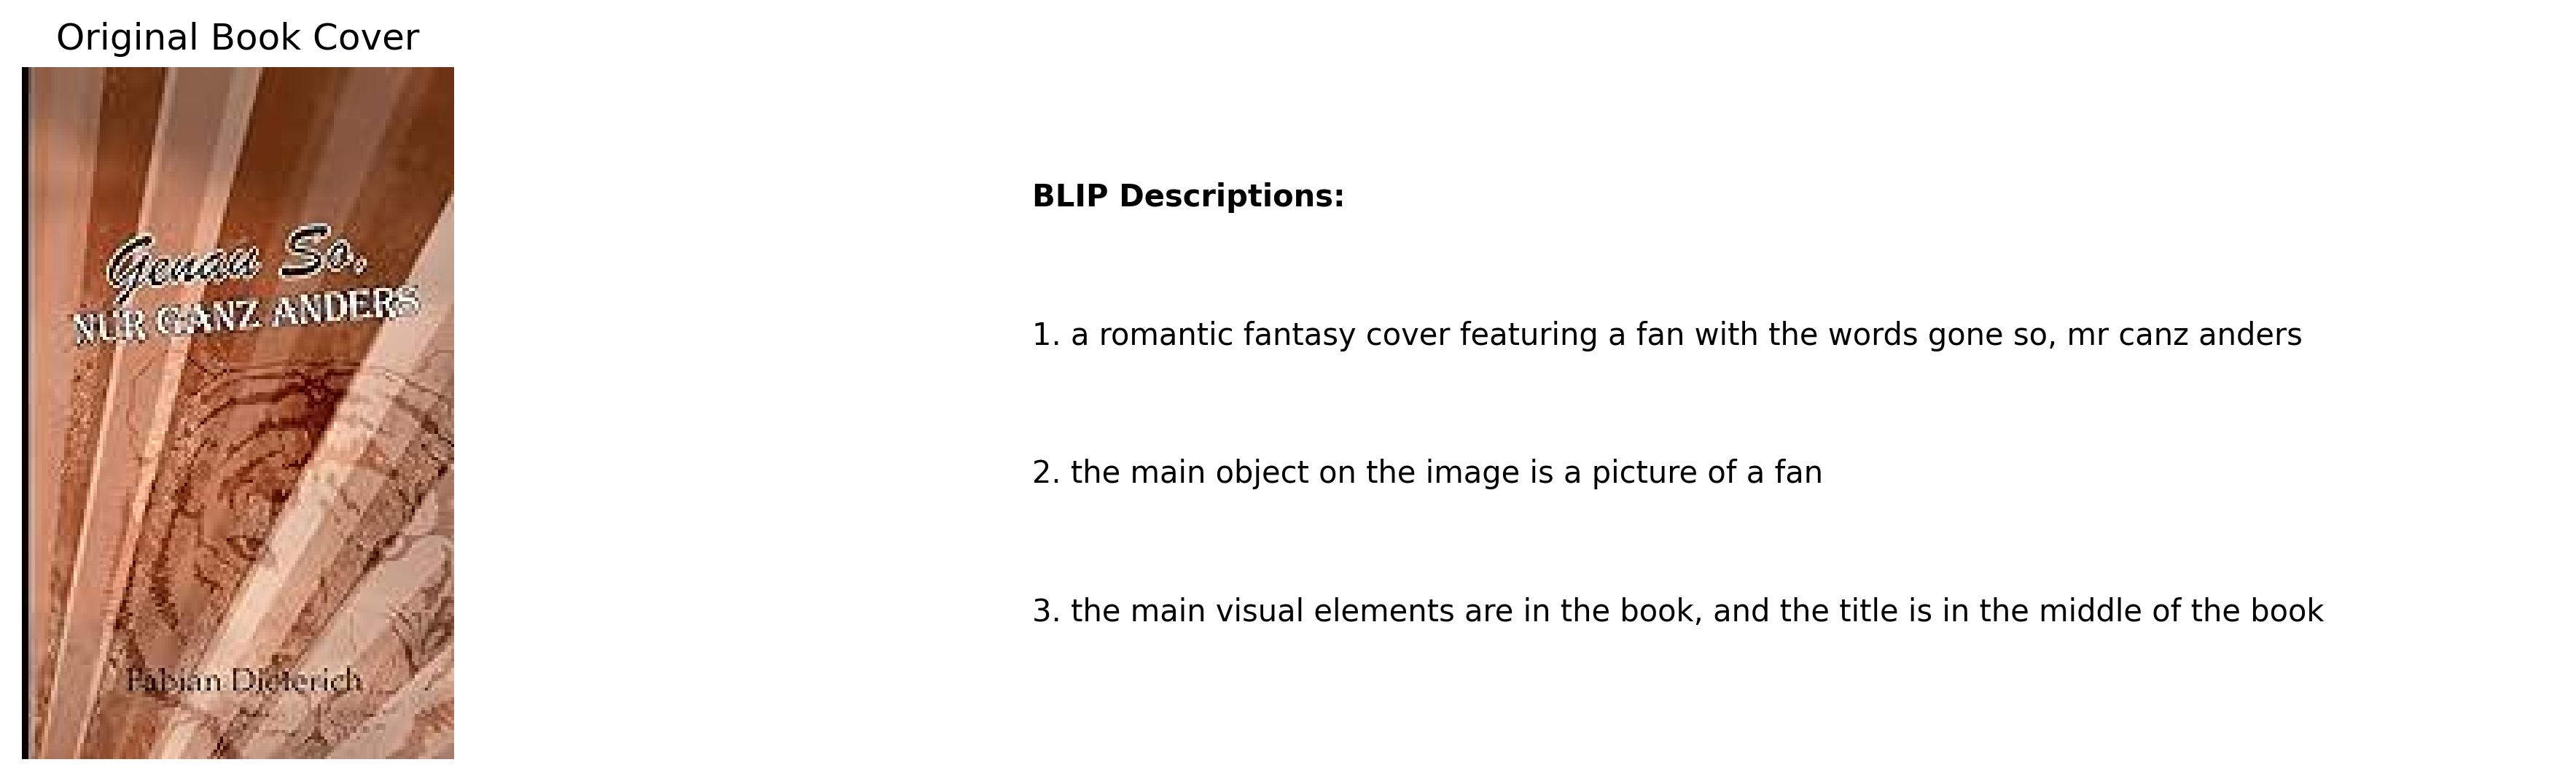 Original Book Cover
Genau So,
NUR GANZ ANDERS
Fabian Dieterich
BLIP Descriptions:
1. a romantic fantasy cover featuring a fan with the words gone so, mr canz anders
2. the main object on the image is a picture of a fan
3. the main visual elements are in the book, and the title is in the middle of the book